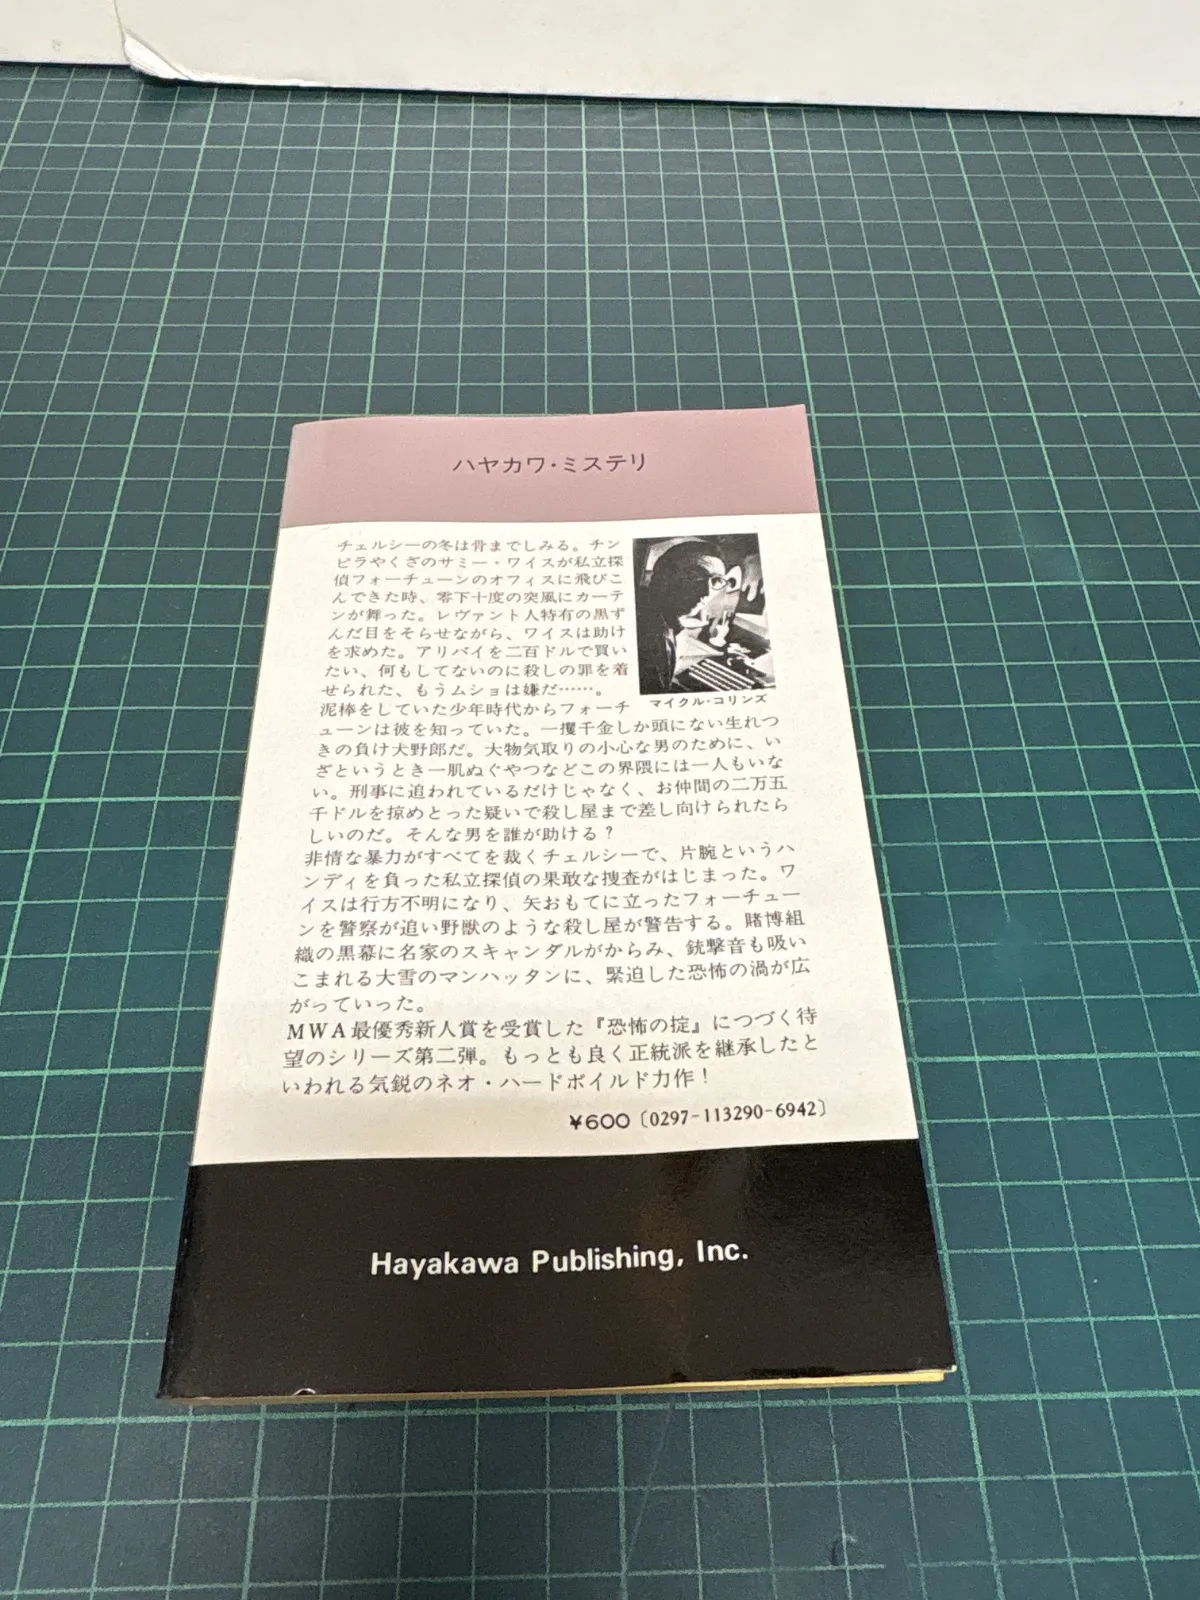 ハヤカワ・ミステリ
チェルシーの冬は骨までしみる。チン
ピラやくざのサミー・ワイスが私立探
偵フォーチューンのオフィスに飛びこ
んできた時、零下十度の突風にカーテ
ンが舞った。レヴァント人特有の黒ず
んだ目をそらせながら、ワイスは助け
を求めた。アリバイを二百ドルで買い
たい、何もしてないのに殺しの罪を着
せられた、もうムショは嫌だ……。
マイクル・コリンズ
泥棒をしていた少年時代からフォーチ
ューンは彼を知っていた。一攫千金しか頭にない生れつ
きの負け犬野郎だ。大物気取りの小心な男のために、い
ざというとき一肌ぬぐやつなどこの界隈には一人もいな
い。刑事に追われているだけじゃなく、お仲間の二万五
千ドルを掠めとった疑いで殺し屋まで差し向けられたら
しいのだ。そんな男を誰が助ける？
非情な暴力がすべてを裁くチェルシーで、片腕というハ
ンディを負った私立探偵の果敢な捜査がはじまった。ワ
イスは行方不明になり、矢おもてに立ったフォーチュー
ンを警察が追い野獣のような殺し屋が警告する。賭博組
織の黒幕に名家のスキャンダルがからみ、銃撃音も吸い
こまれる大雪のマンハッタンに、緊迫した恐怖の渦が広
がっていった。
MWA最優秀新人賞を受賞した『恐怖の掟』につづく待
望のシリーズ第二弾。もっとも良く正統派を継承したと
いわれる気鋭のネオ・ハードボイルド力作！
¥600〔0297-113290-6942〕
Hayakawa Publishing, Inc.